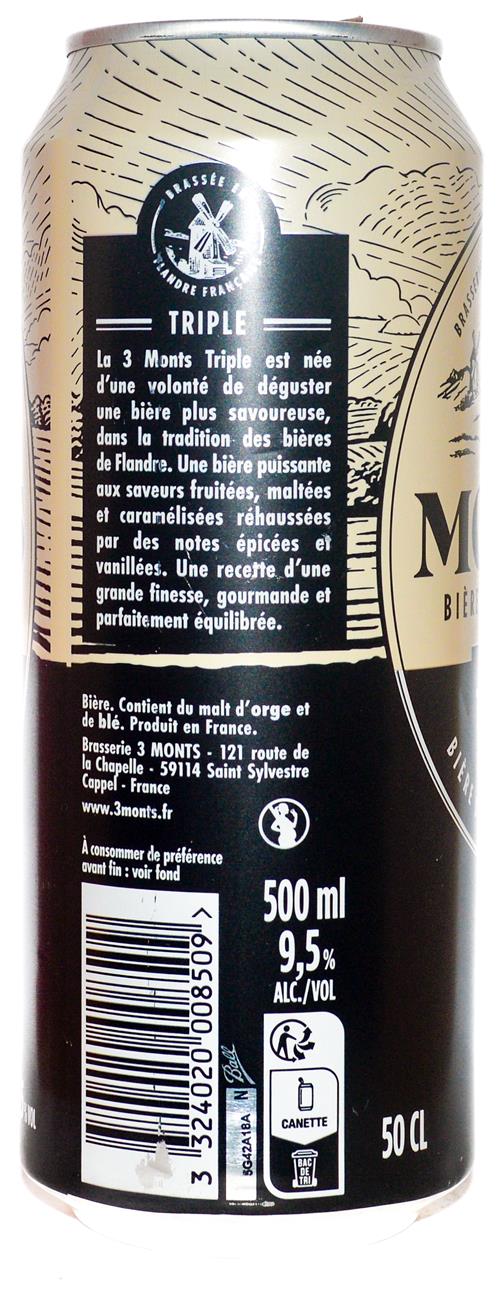 BRASSÉE EN
FLANDRE FRANÇAISE
TRIPLE
La 3 Monts Triple est née
d'une volonté de déguster
une bière plus savoureuse,
dans la tradition des bières
de Flandre. Une bière puissante
aux saveurs fruitées, maltées
et caramélisées réhaussées
par des notes épicées et
vanillées. Une recette d'une
grande finesse, gourmande et
parfaitement équilibrée.
Bière. Contient du malt d'orge et
de blé. Produit en France.
Brasserie 3 MONTS - 121 route de
la Chapelle - 59114 Saint Sylvestre
Cappel - France
www.3monts.fr
À consommer de préférence
avant fin : voir fond
500 ml
9,5%
ALC./VOL
3 324020 008509 >
Ball
5G42A18A N
CANETTE
BAC
DE
TRI
50 CL
BRASSERIE
MO
BIÈRE
BIÈRE
% VOL